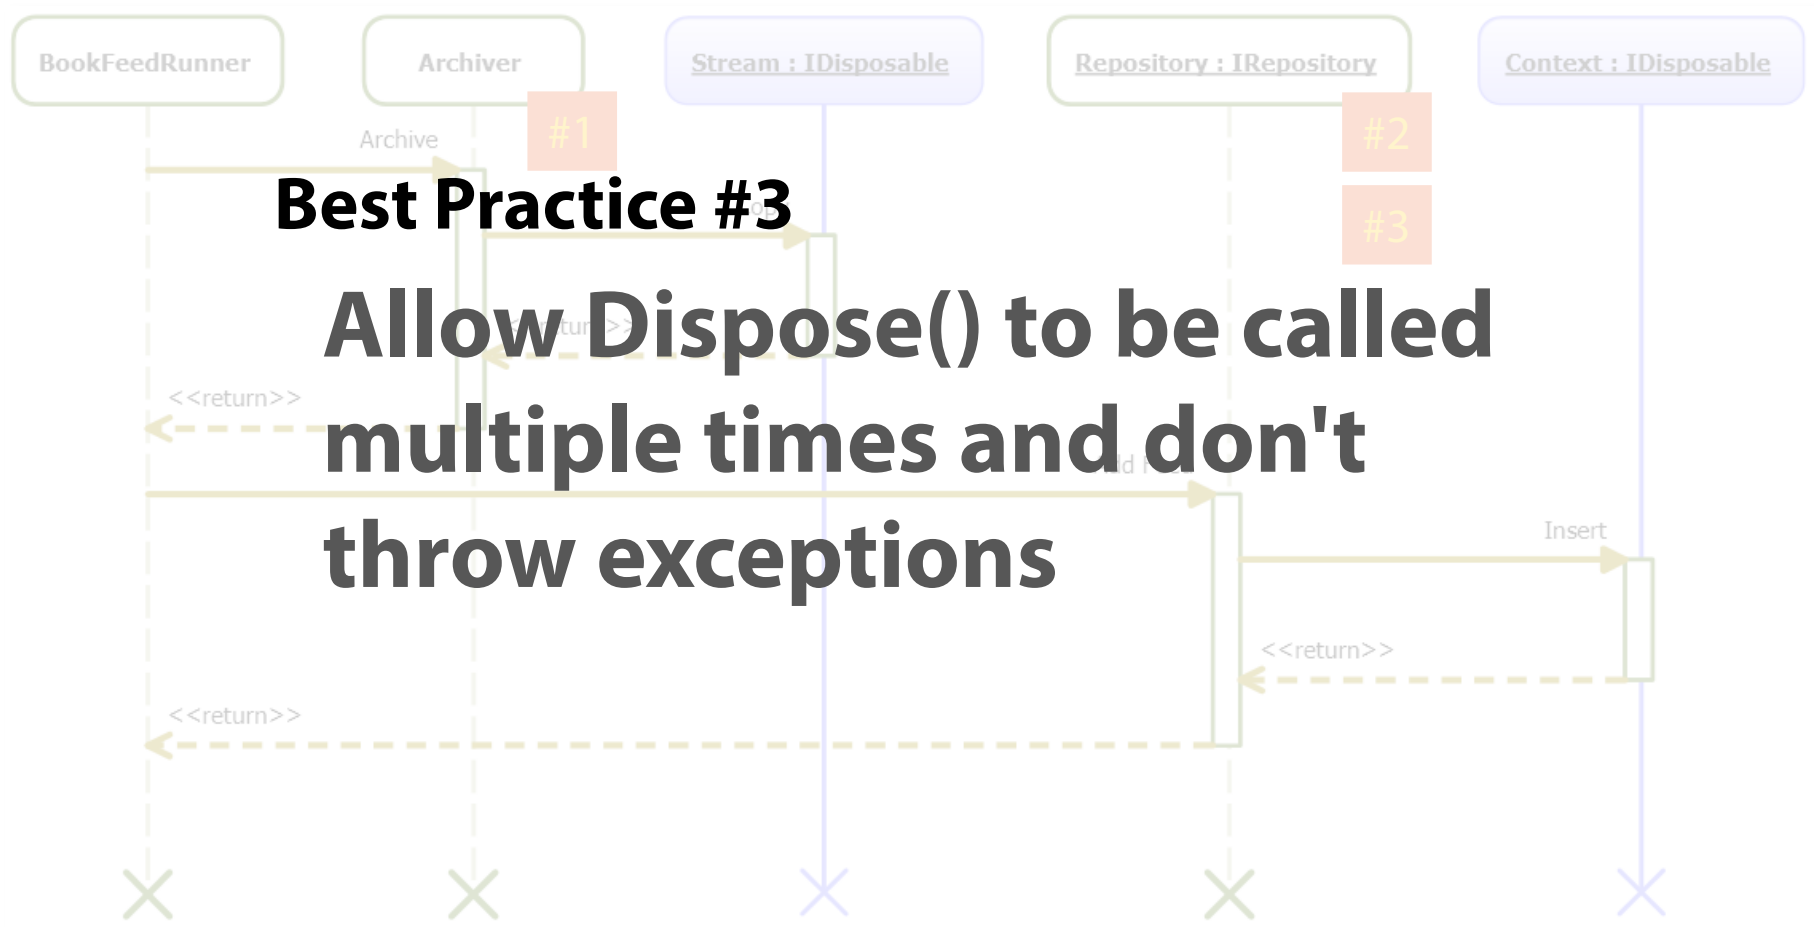 BookFeedRunner
Archiver
Stream : IDisposable
Repository : IRepository
Context : IDisposable
#1
#2
Archive
Best Practice #3
#3
Allow Dispose() to be called
<<return>>
multiple times and don't
Insert
throw exceptions
<<return>>
<<return>>